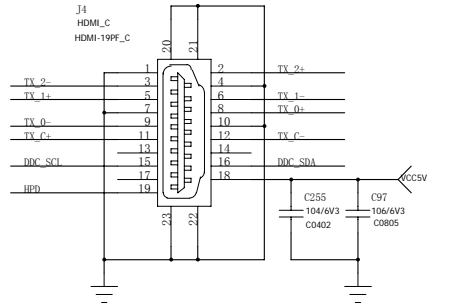 J4
HDMI_C
HDMI-19PF_C
20 21
1 2 TX_2+
TX_2- 3 4
TX_1+ 5 6 TX_1-
7 8 TX_0+
TX_0- 9 10
TX_C+ 11 12 TX_C-
13 14
DDC_SCL 15 16 DDC_SDA
17 18 VCC5V
HPD 19
C255 C97
104/6V3 106/6V3
C0402 C0805
23 22